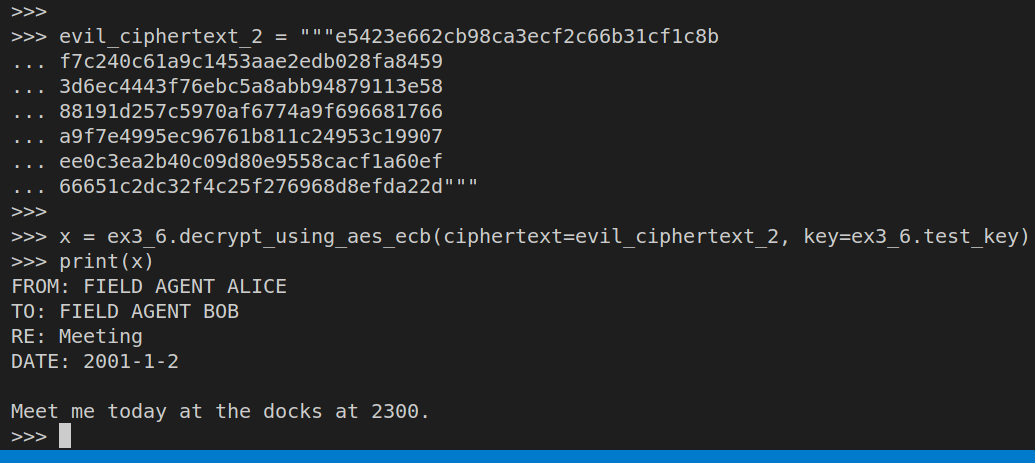 >>>
>>> evil_ciphertext_2 = """e5423e662cb98ca3ecf2c66b31cf1c8b
... f7c240c61a9c1453aae2edb028fa8459
... 3d6ec4443f76ebc5a8abb94879113e58
... 88191d257c5970af6774a9f696681766
... a9f7e4995ec96761b811c24953c19907
... ee0c3ea2b40c09d80e9558cacf1a60ef
... 66651c2dc32f4c25f276968d8efda22d"""
>>>
>>> x = ex3_6.decrypt_using_aes_ecb(ciphertext=evil_ciphertext_2, key=ex3_6.test_key)
>>> print(x)
FROM: FIELD AGENT ALICE
TO: FIELD AGENT BOB
RE: Meeting
DATE: 2001-1-2

Meet me today at the docks at 2300.
>>>